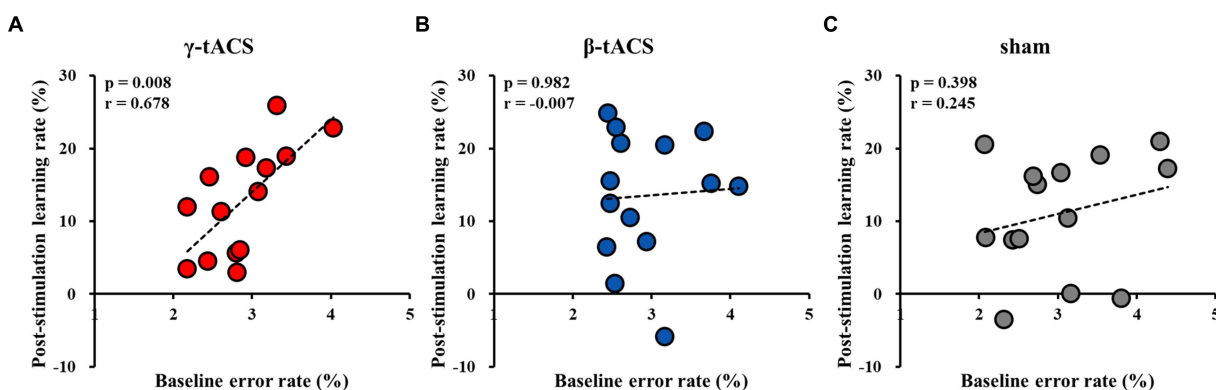 A
γ-tACS
p = 0.008
r = 0.678
Post-stimulation learning rate (%)
30
20
10
0
-10
1 2 3 4 5
Baseline error rate (%)
B
β-tACS
p = 0.982
r = -0.007
Post-stimulation learning rate (%)
30
20
10
0
-10
1 2 3 4 5
Baseline error rate (%)
C
sham
p = 0.398
r = 0.245
Post-stimulation learning rate (%)
30
20
10
0
-10
1 2 3 4 5
Baseline error rate (%)